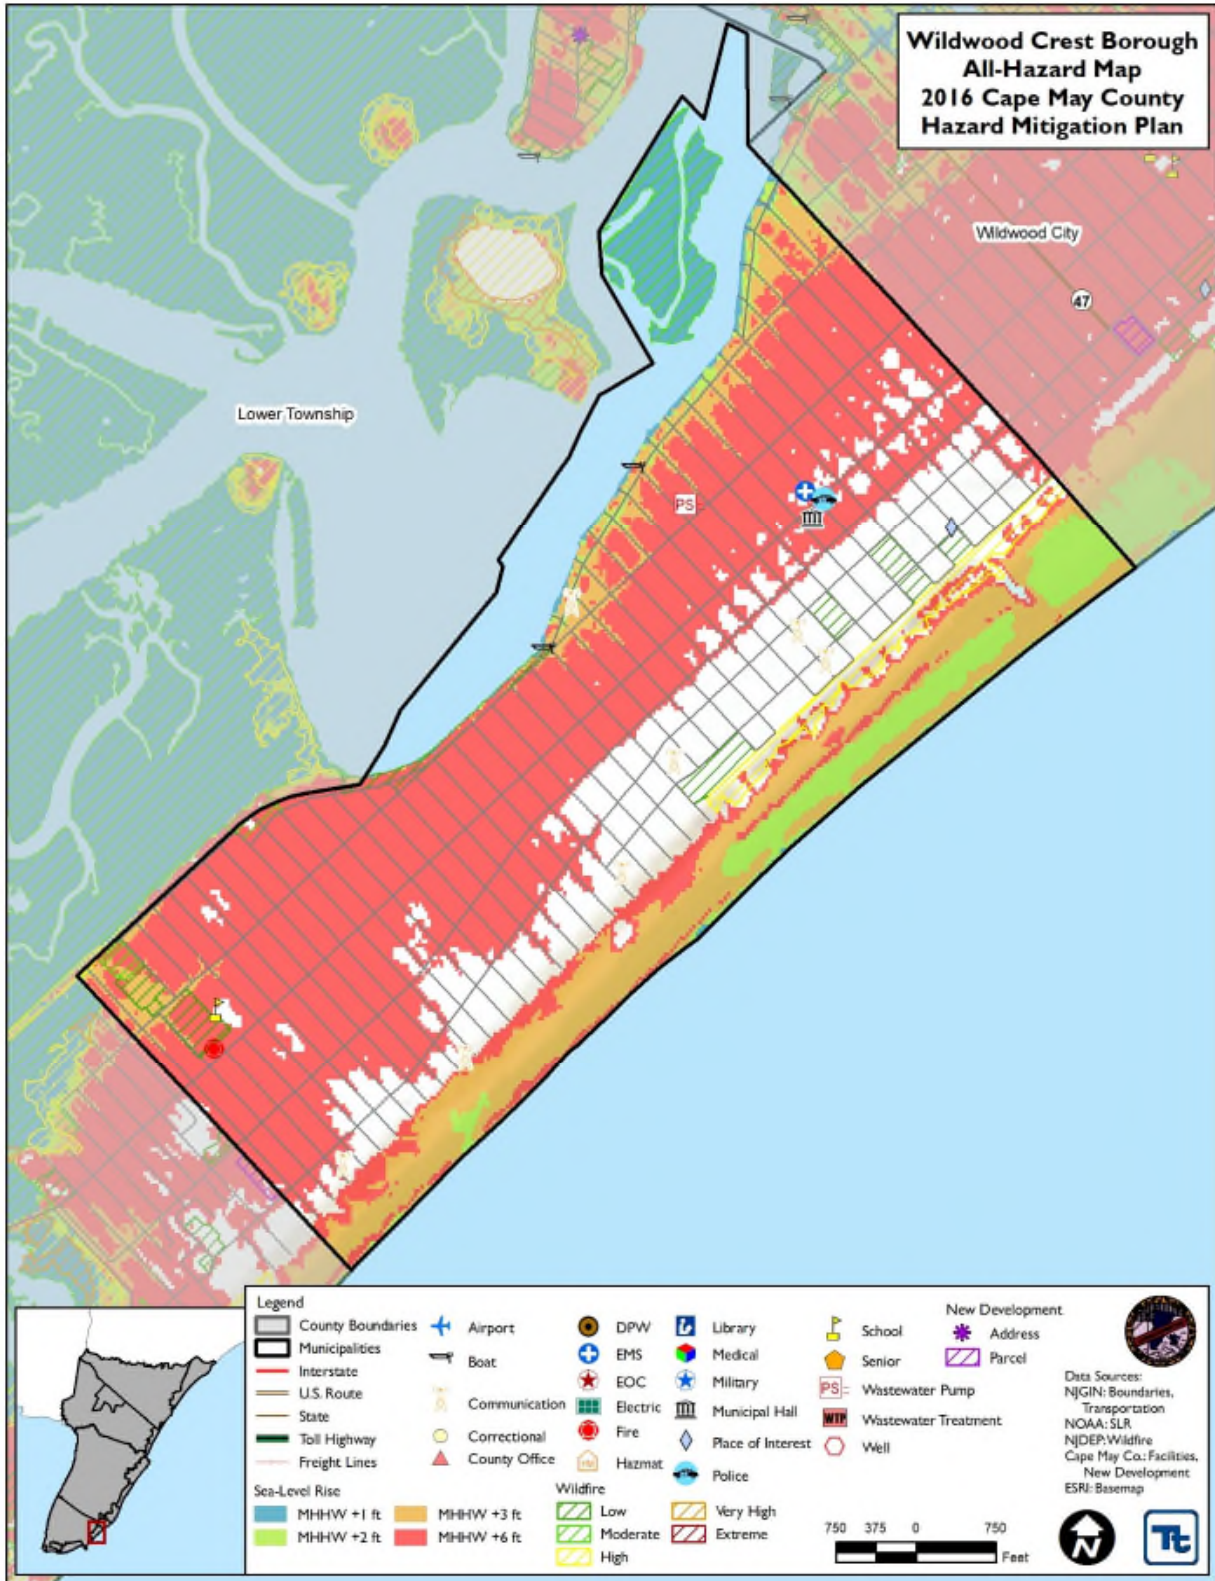 Wildwood Crest Borough
All-Hazard Map
2016 Cape May County
Hazard Mitigation Plan
Wildwood City
47
Lower Township
PS
Legend
County Boundaries
Municipalities
Interstate
U.S. Route
State
Toll Highway
Freight Lines
Airport
Boat
Communication
Correctional
County Office
DPW
EMS
EOC
Electric
Fire
Hazmat
Library
Medical
Military
Municipal Hall
Place of Interest
Police
School
Senior
PS Wastewater Pump
WTP Wastewater Treatment
Well
New Development
Address
Parcel
Sea-Level Rise
MHHW +1 ft
MHHW +2 ft
MHHW +3 ft
MHHW +6 ft
Wildfire
Low
Moderate
High
Very High
Extreme
750 375 0 750
Feet
N
Data Sources:
NJGIN: Boundaries,
Transportation
NOAA: SLR
NJDEP: Wildfire
Cape May Co.: Facilities,
New Development
ESRI: Basemap
Tt